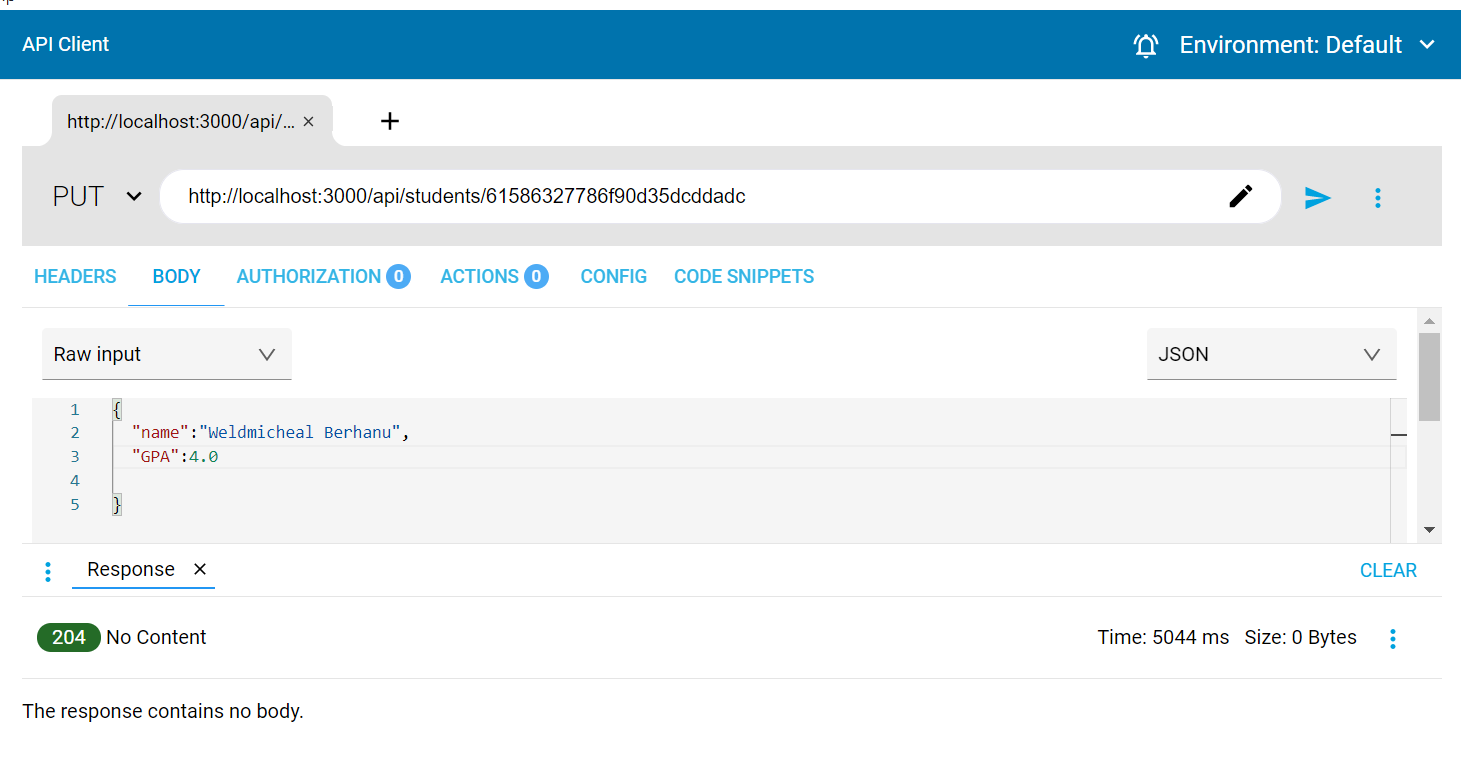 API Client
Environment: Default
http://localhost:3000/api/... ×
+
PUT
http://localhost:3000/api/students/61586327786f90d35dcddadc
HEADERS BODY AUTHORIZATION 0 ACTIONS 0 CONFIG CODE SNIPPETS
Raw input
JSON
1 {
2 "name":"Weldmicheal Berhanu",
3 "GPA":4.0
4
5 }
Response ×
CLEAR
204 No Content
Time: 5044 ms Size: 0 Bytes
The response contains no body.